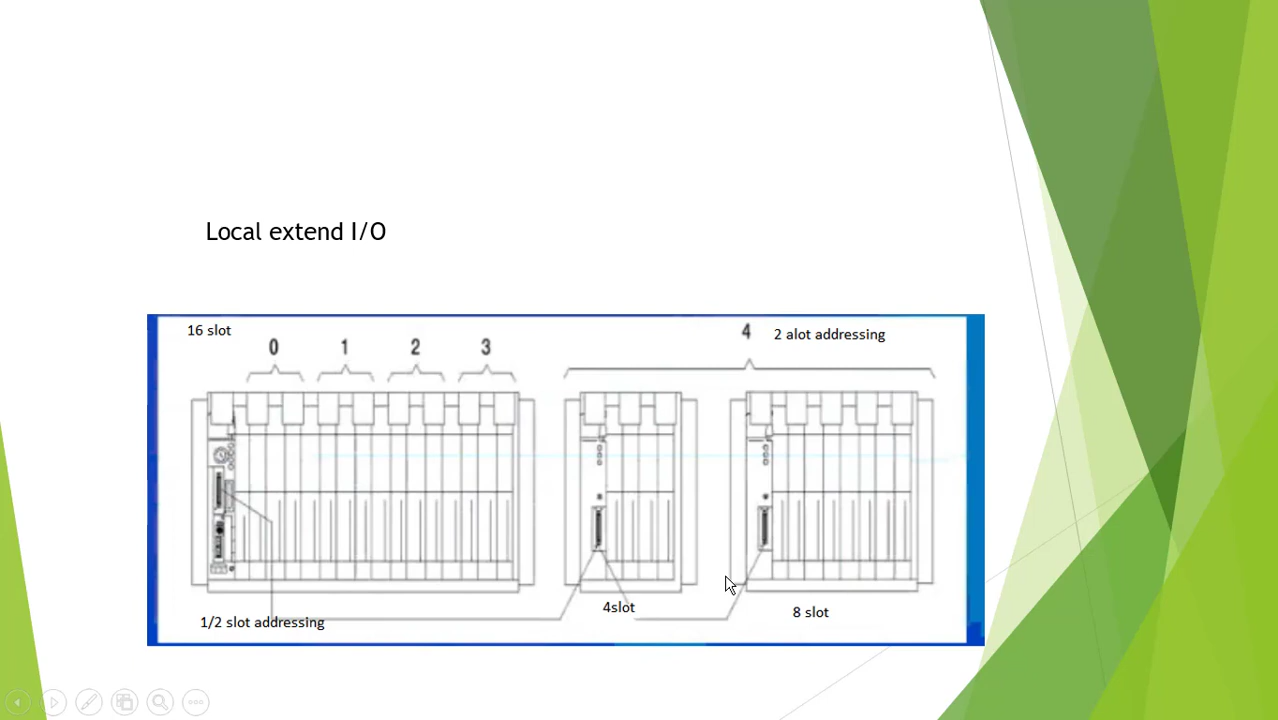 Local extend I/O
16 slot
4 2 alot addressing
0 1 2 3
4slot
8 slot
1/2 slot addressing